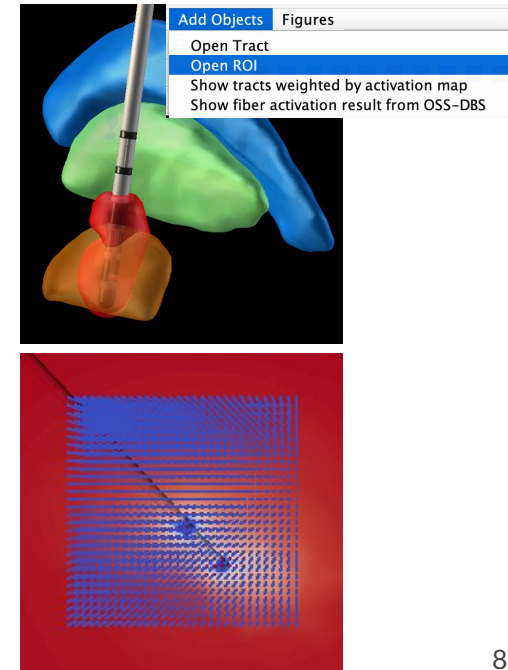 Add Objects Figures
Open Tract
Open ROI
Show tracts weighted by activation map
Show fiber activation result from OSS-DBS
8